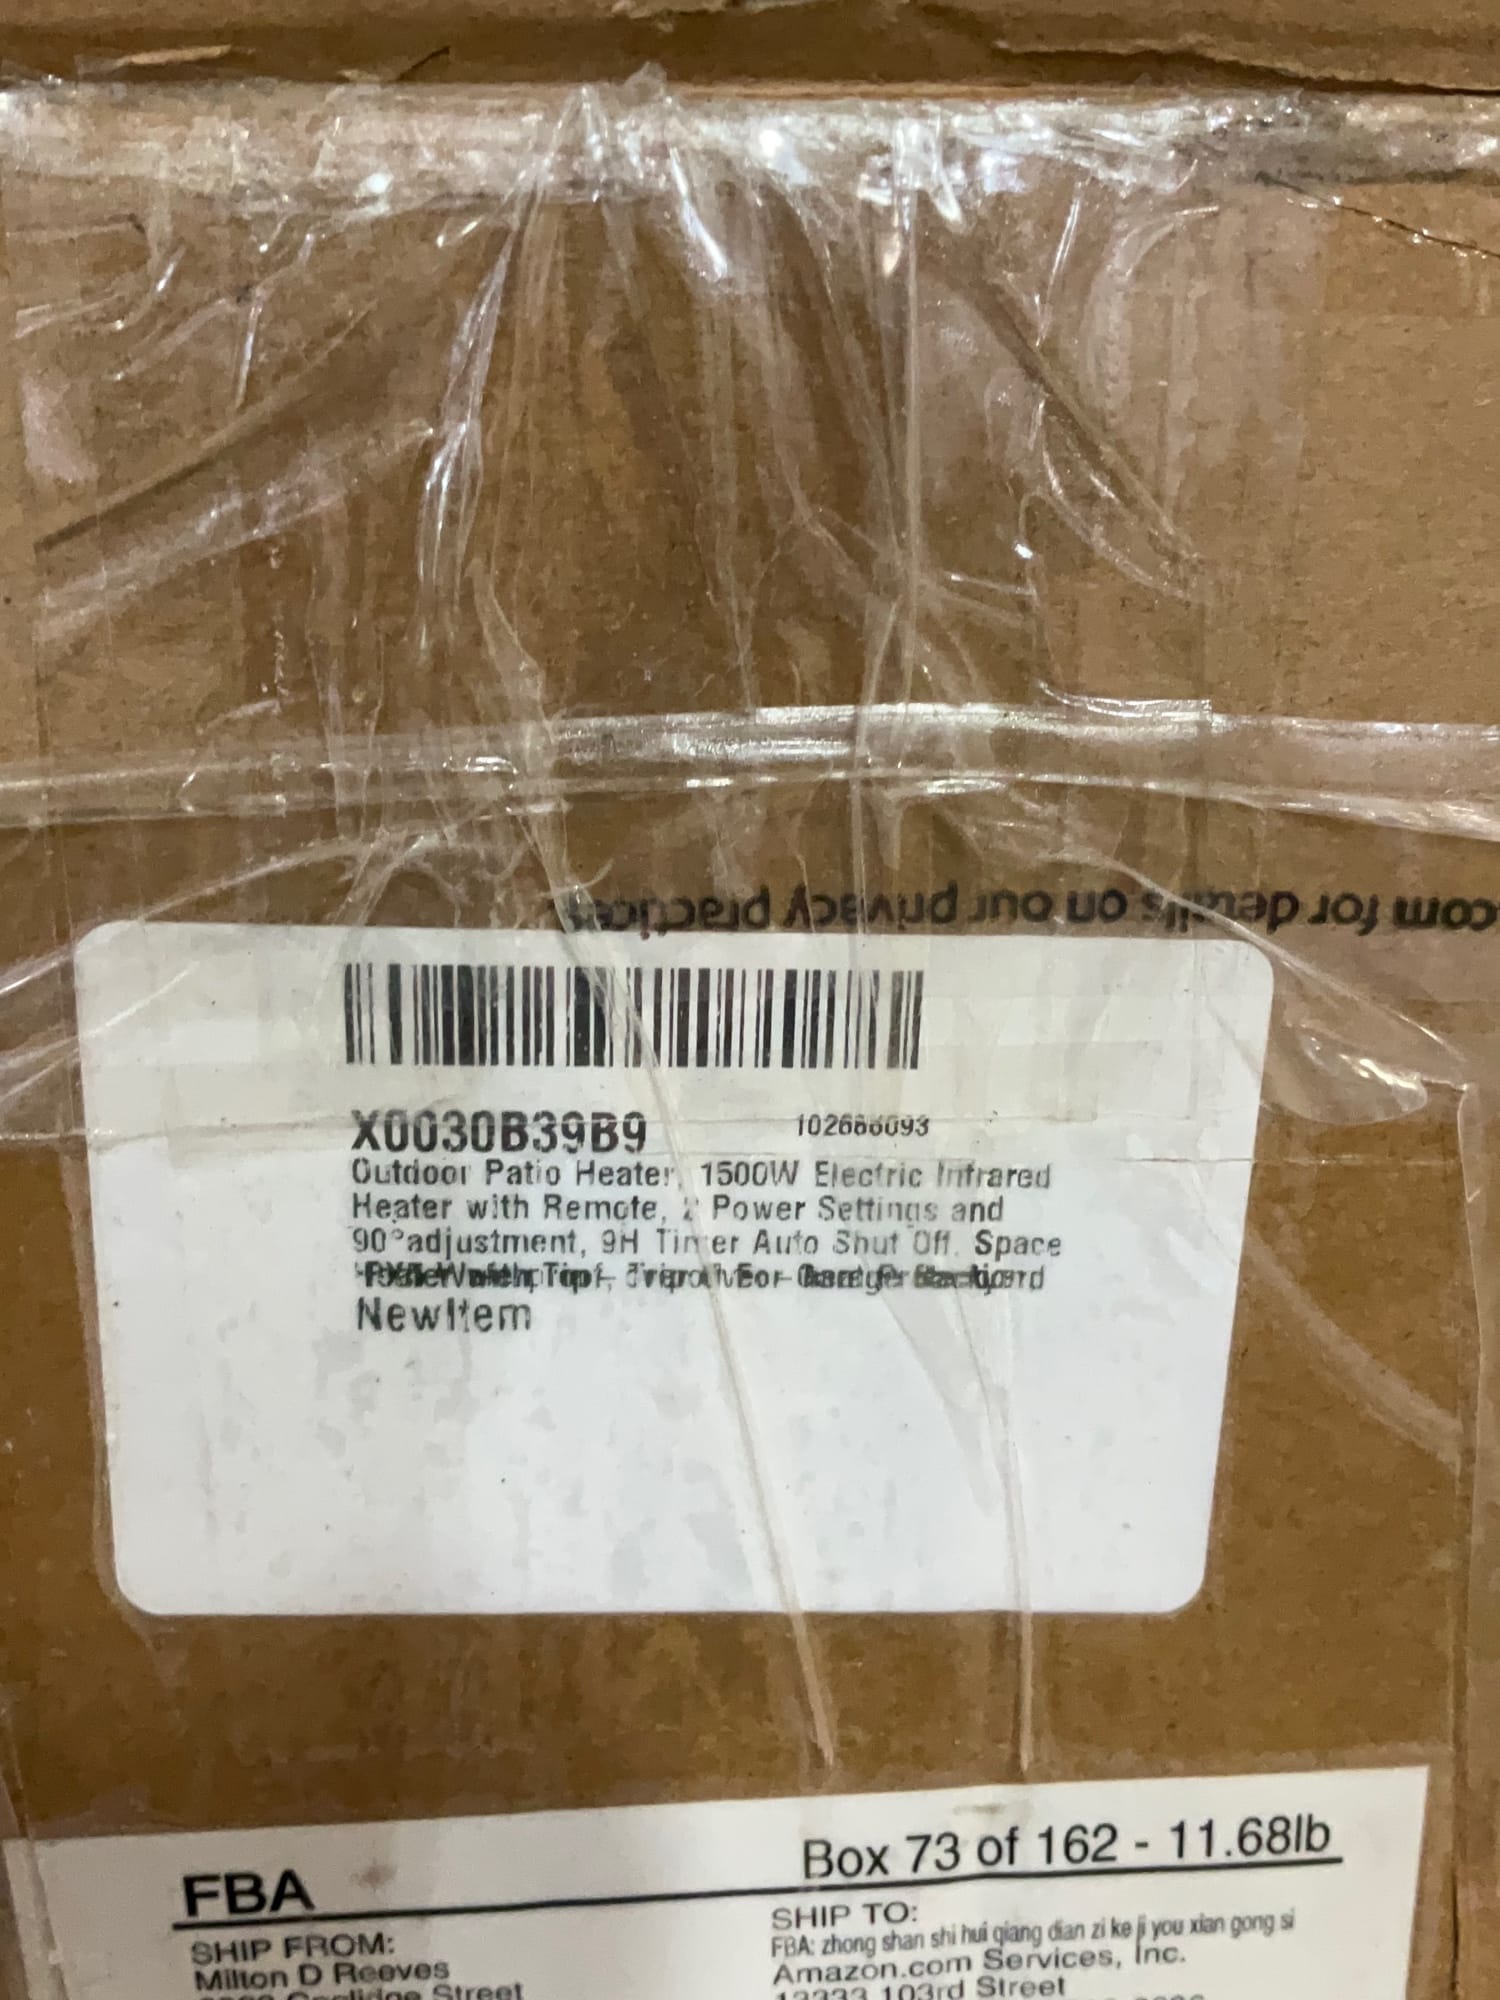 com for details on our privacy practices
X0030B39B9
Outdoor Patio Heater, 1500W Electric Infrared
Heater with Remote, 2 Power Settings and
90°adjustment, 9H Timer Auto Shut Off, Space
NewItem
FBA
Box 73 of 162 - 11.68lb
SHIP FROM:
Milton D Reeves
Street
SHIP TO:
FBA: zhong shan shi hui qiang dian zi ke ji you xian gong si
Amazon.com Services, Inc.
103rd Street